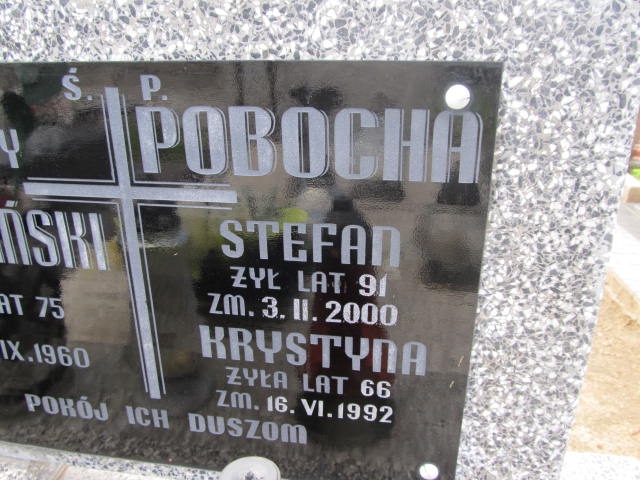 Ś. P.
Y
ŃSKI
AT 75
IX.1960
POBOCHA
STEFAN
ŻYŁ LAT 91
ZM. 3.II.2000
KRYSTYNA
ŻYŁA LAT 66
ZM. 16.VI.1992
POKÓJ ICH DUSZOM